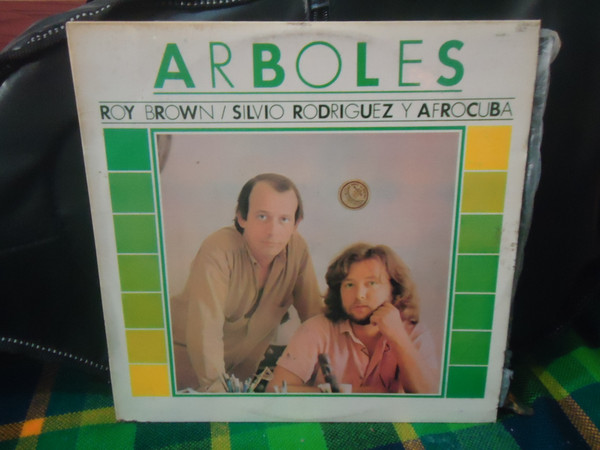 ARBOLES
ROY BROWN / SILVIO RODRIGUEZ Y AFROCUBA